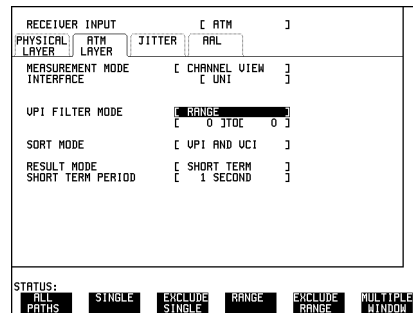 RECEIVER INPUT [ ATM ]
PHYSICAL LAYER ATM LAYER JITTER AAL
MEASUREMENT MODE [ CHANNEL VIEW ]
INTERFACE [ UNI ]
VPI FILTER MODE [ RANGE ]
[ 0 ]TO[ 0 ]
SORT MODE [ VPI AND VCI ]
RESULT MODE [ SHORT TERM ]
SHORT TERM PERIOD [ 1 SECOND ]
STATUS:
ALL PATHS SINGLE EXCLUDE SINGLE RANGE EXCLUDE RANGE MULTIPLE WINDOW